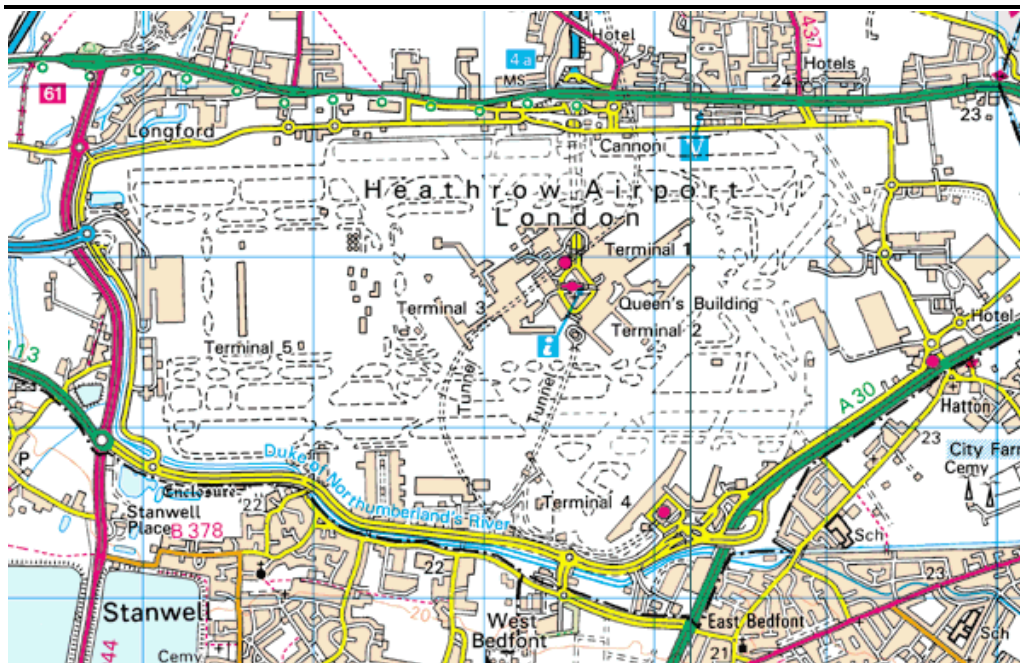 Hotel
437
4a
MS
Hotels
24
61
23
Longford
Cannon
V
Heathrow Airport
London
Terminal 1
Terminal 3
Queen's Building
Terminal 2
i
Hotel
Terminal 5
Tunnel
Tunnel
A 30
Hatton
23
P
Duke of Northumberland's River
City Farm
Cemy
Enclosure
22
Terminal 4
Stanwell
Place
B 378
Sch
22
23
Stanwell
20
West
Bedfont
East Bedfont
Sch
44
Cemy
21